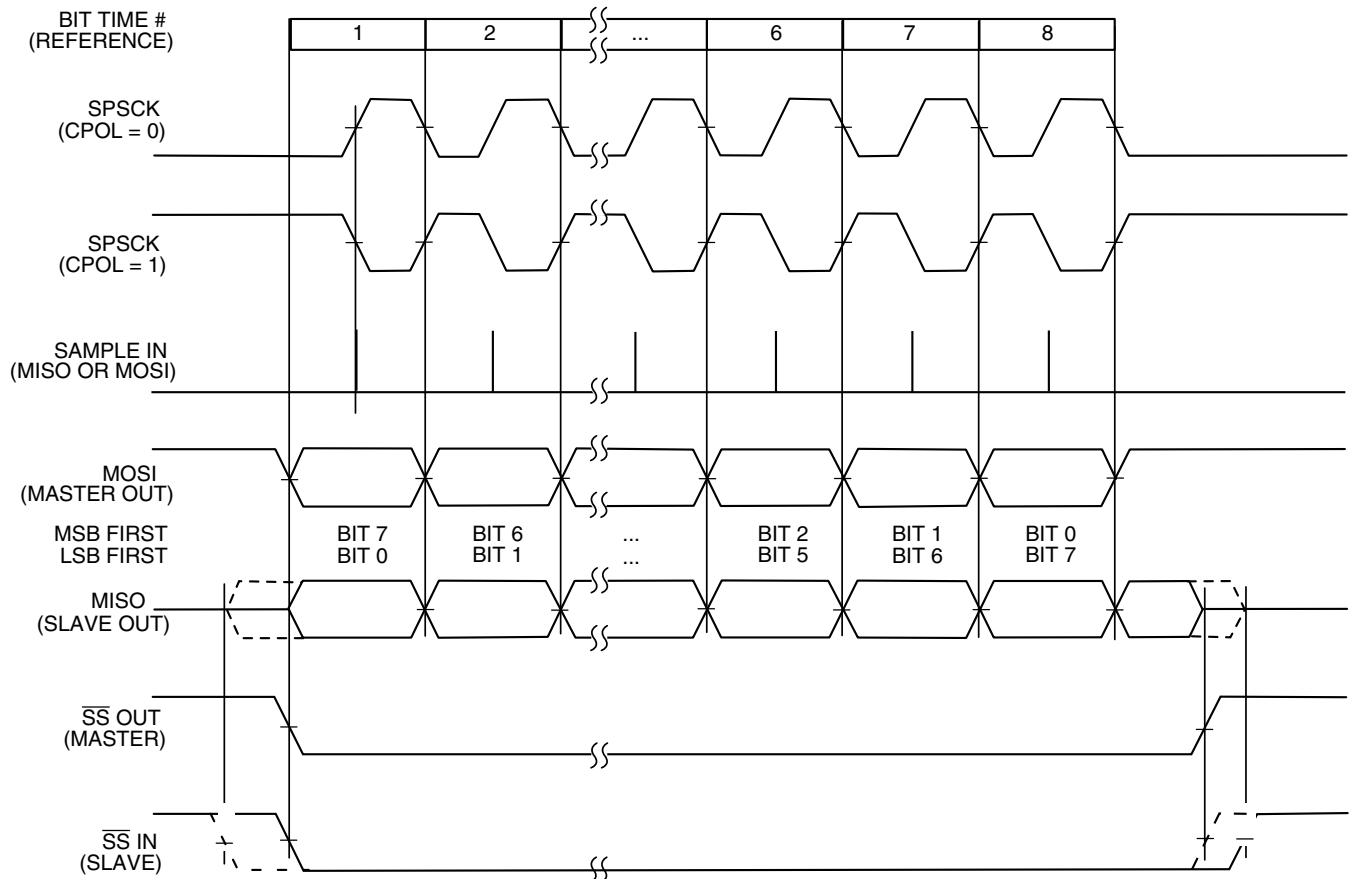 BIT TIME #
(REFERENCE)
1 2 ... 6 7 8
SPSCK
(CPOL = 0)
SPSCK
(CPOL = 1)
SAMPLE IN
(MISO OR MOSI)
MOSI
(MASTER OUT)
MSB FIRST BIT 7 BIT 6 ... BIT 2 BIT 1 BIT 0
LSB FIRST BIT 0 BIT 1 ... BIT 5 BIT 6 BIT 7
MISO
(SLAVE OUT)
S̅S̅ OUT
(MASTER)
S̅S̅ IN
(SLAVE)